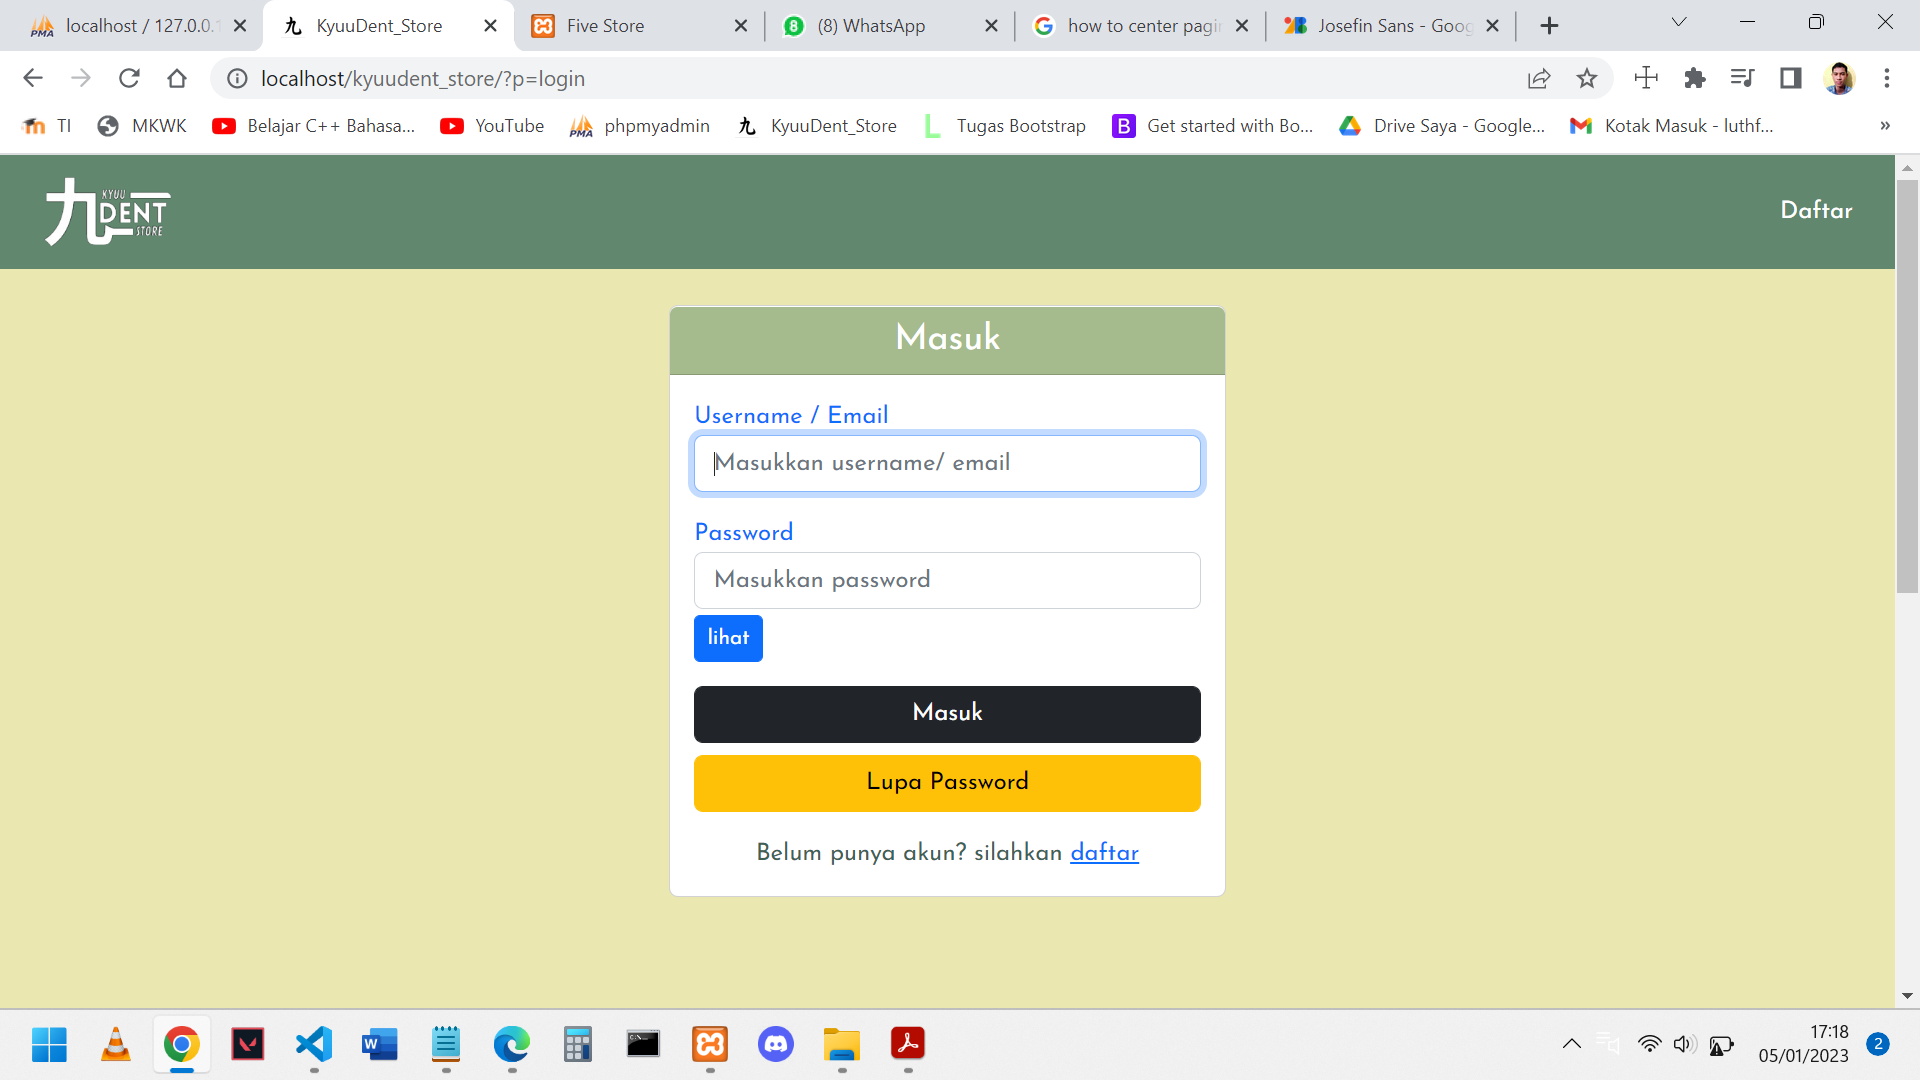 localhost / 127.0.0.1
KyuuDent_Store
Five Store
(8) WhatsApp
how to center pagin
Josefin Sans - Goog
localhost/kyuudent_store/?p=login
TI
MKWK
Belajar C++ Bahasa...
YouTube
phpmyadmin
KyuuDent_Store
Tugas Bootstrap
Get started with Bo...
Drive Saya - Google...
Kotak Masuk - luthf...
»
九 KYUU
DENT
STORE
Daftar
Masuk
Username / Email
Masukkan username/ email
Password
Masukkan password
lihat
Masuk
Lupa Password
Belum punya akun? silahkan daftar
17:18
05/01/2023
2